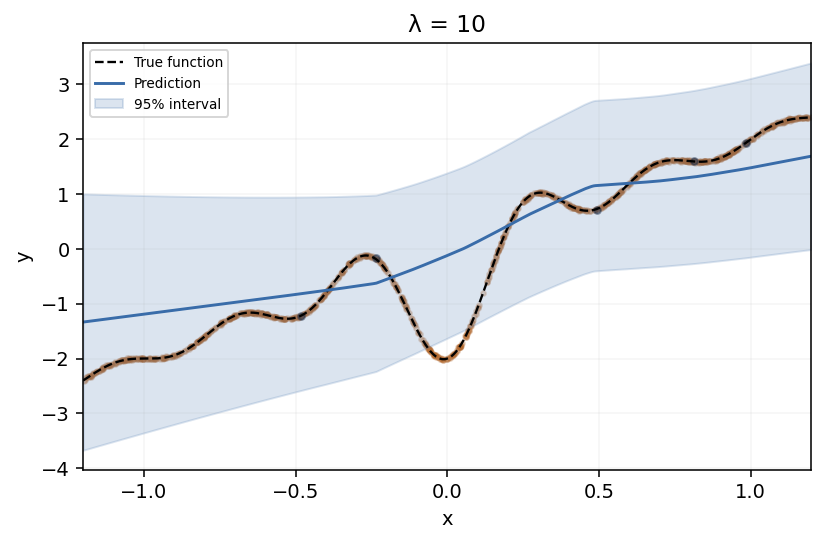 λ = 10
True function
Prediction
95% interval
y
3
2
1
0
−1
−2
−3
−4
−1.0 −0.5 0.0 0.5 1.0
x